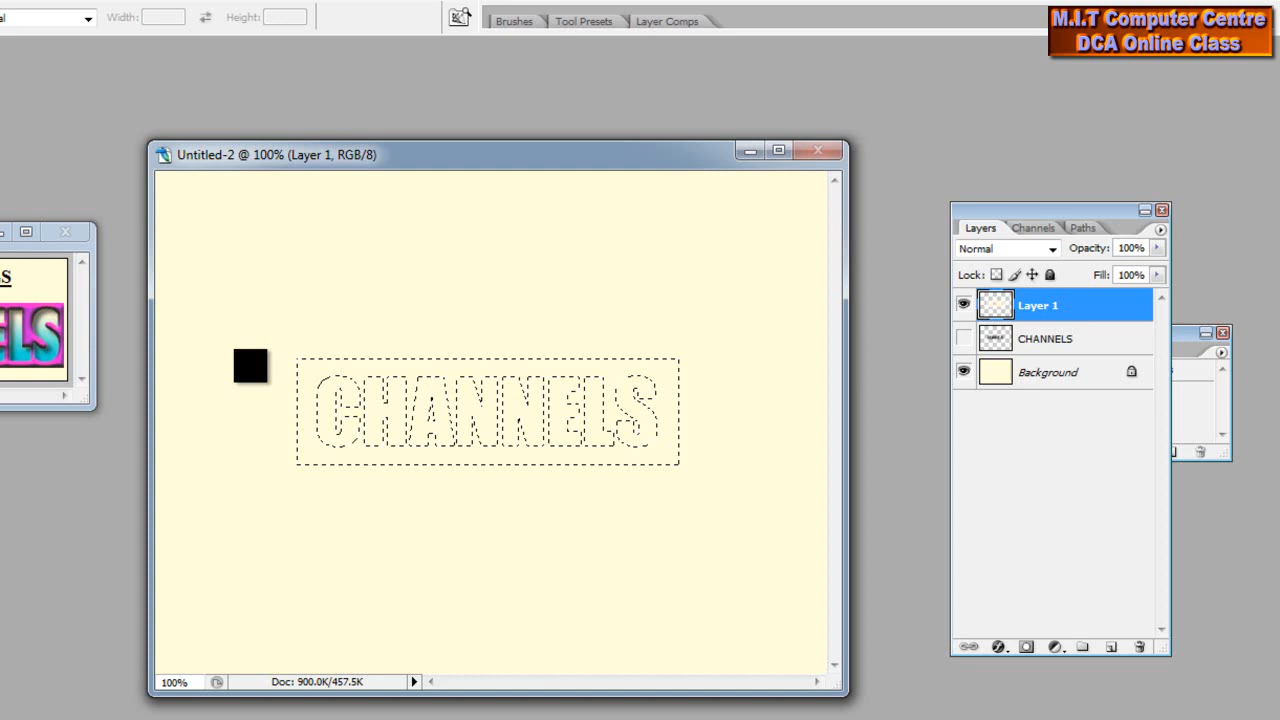 al
Width:
Height:
Brushes
Tool Presets
Layer Comps
M.I.T Computer Centre
DCA Online Class
Untitled-2 @ 100% (Layer 1, RGB/8)
S
ELS
CHANNELS
100%
Doc: 900.0K/457.5K
Layers
Channels
Paths
Normal
Opacity: 100%
Lock:
Fill: 100%
Layer 1
CHANNELS
Background